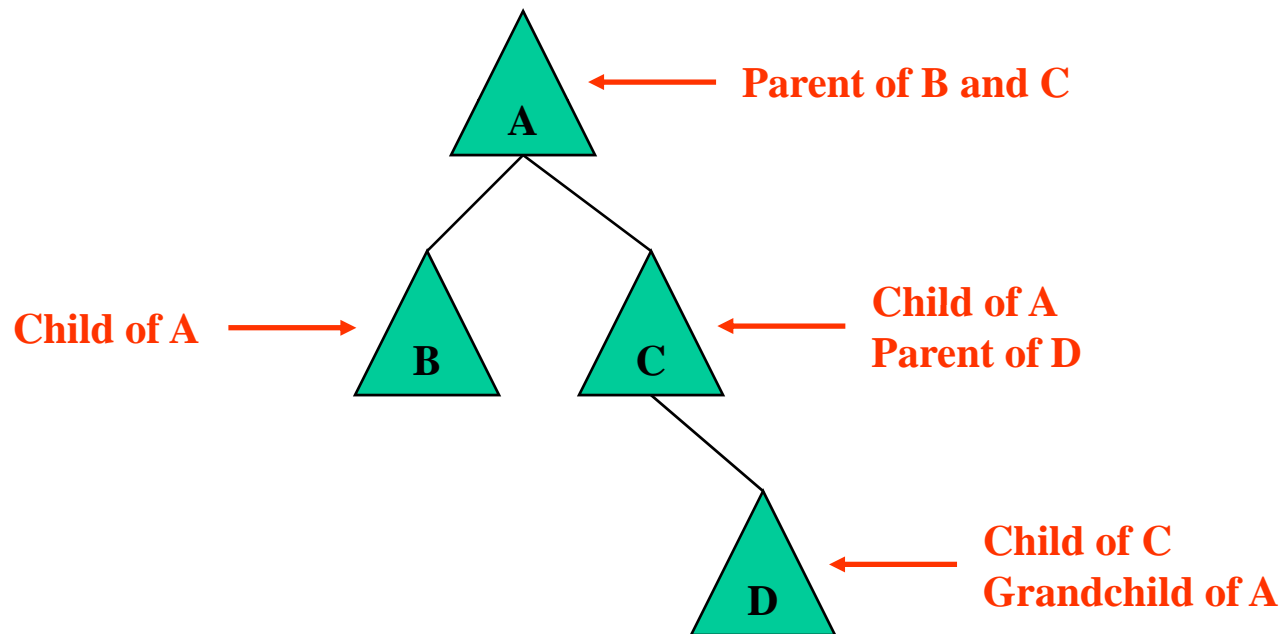 A
Parent of B and C
Child of A
B
C
Child of A
Parent of D
D
Child of C
Grandchild of A